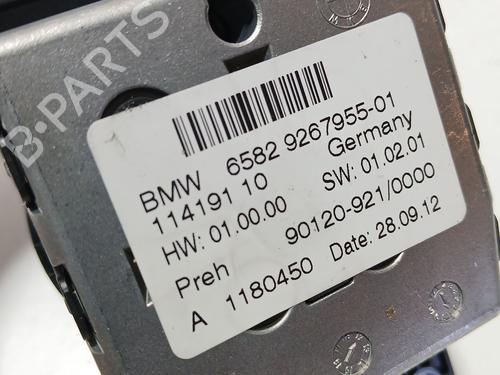 B-PARTS
BMW 6582 9267955-01
114191 10 Germany
HW: 01.00.00 SW: 01.02.01
Preh 90120-921/0000
A 1180450 Date: 28.09.12